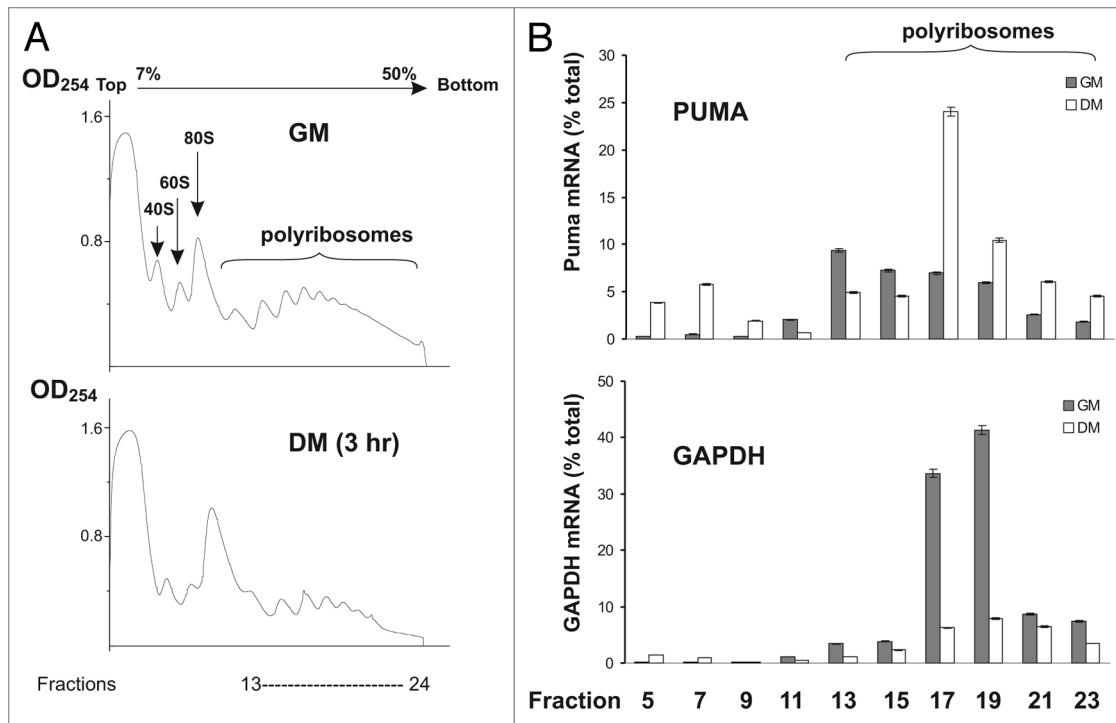 A
OD254 Top 7% 50% Bottom
1.6
GM
80S
60S
40S
0.8
polyribosomes
OD254
1.6
DM (3 hr)
0.8
Fractions 13------------------24
B
polyribosomes
30
25
20
15
10
5
0
Puma mRNA (% total)
PUMA
GM
DM
50
40
30
20
10
0
GAPDH mRNA (% total)
GAPDH
GM
DM
Fraction 5 7 9 11 13 15 17 19 21 23